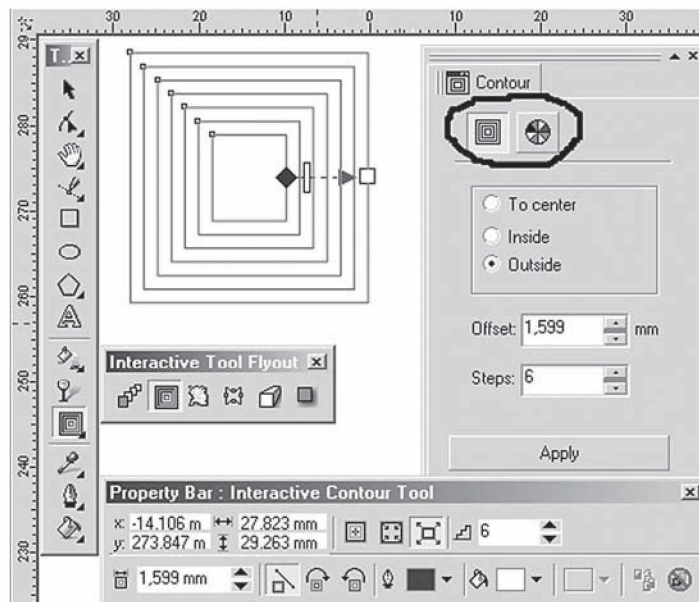 30 20 10 0 10 20 30
290
280
270
260
250
240
230
T...
Contour
To center
Inside
Outside
Offset: 1,599 mm
Steps: 6
Apply
Interactive Tool Flyout
Property Bar : Interactive Contour Tool
x: -14.106 m 27.823 mm
y: 273.847 m 29.263 mm
6
1,599 mm